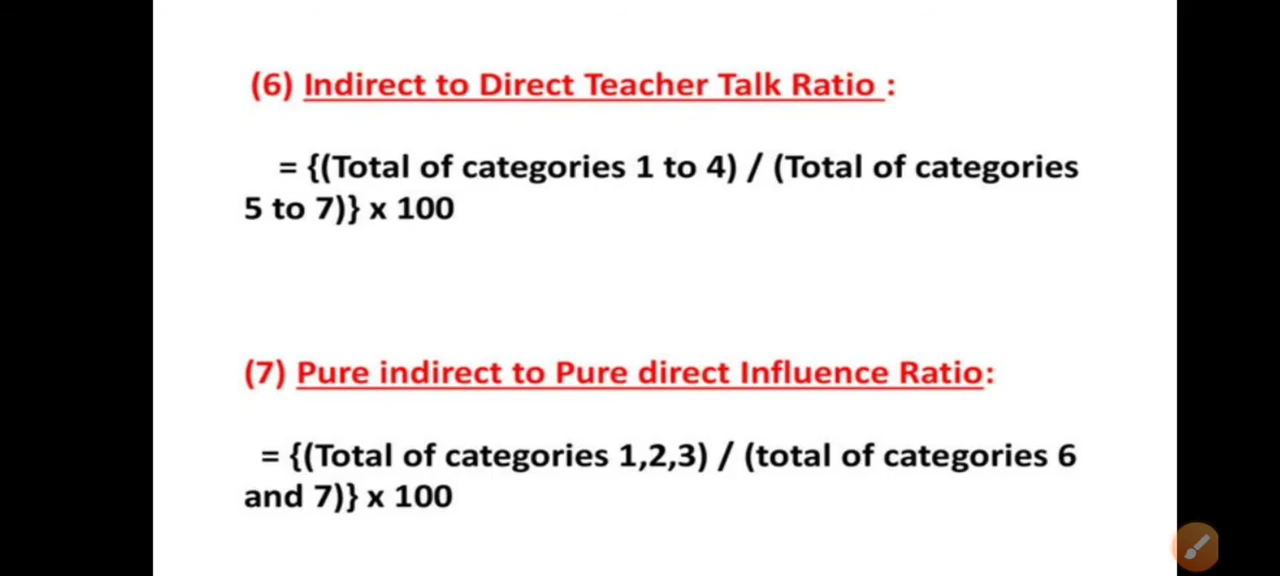 (6) Indirect to Direct Teacher Talk Ratio :
= {(Total of categories 1 to 4) / (Total of categories
5 to 7)} x 100
(7) Pure indirect to Pure direct Influence Ratio:
= {(Total of categories 1,2,3) / (total of categories 6
and 7)} x 100